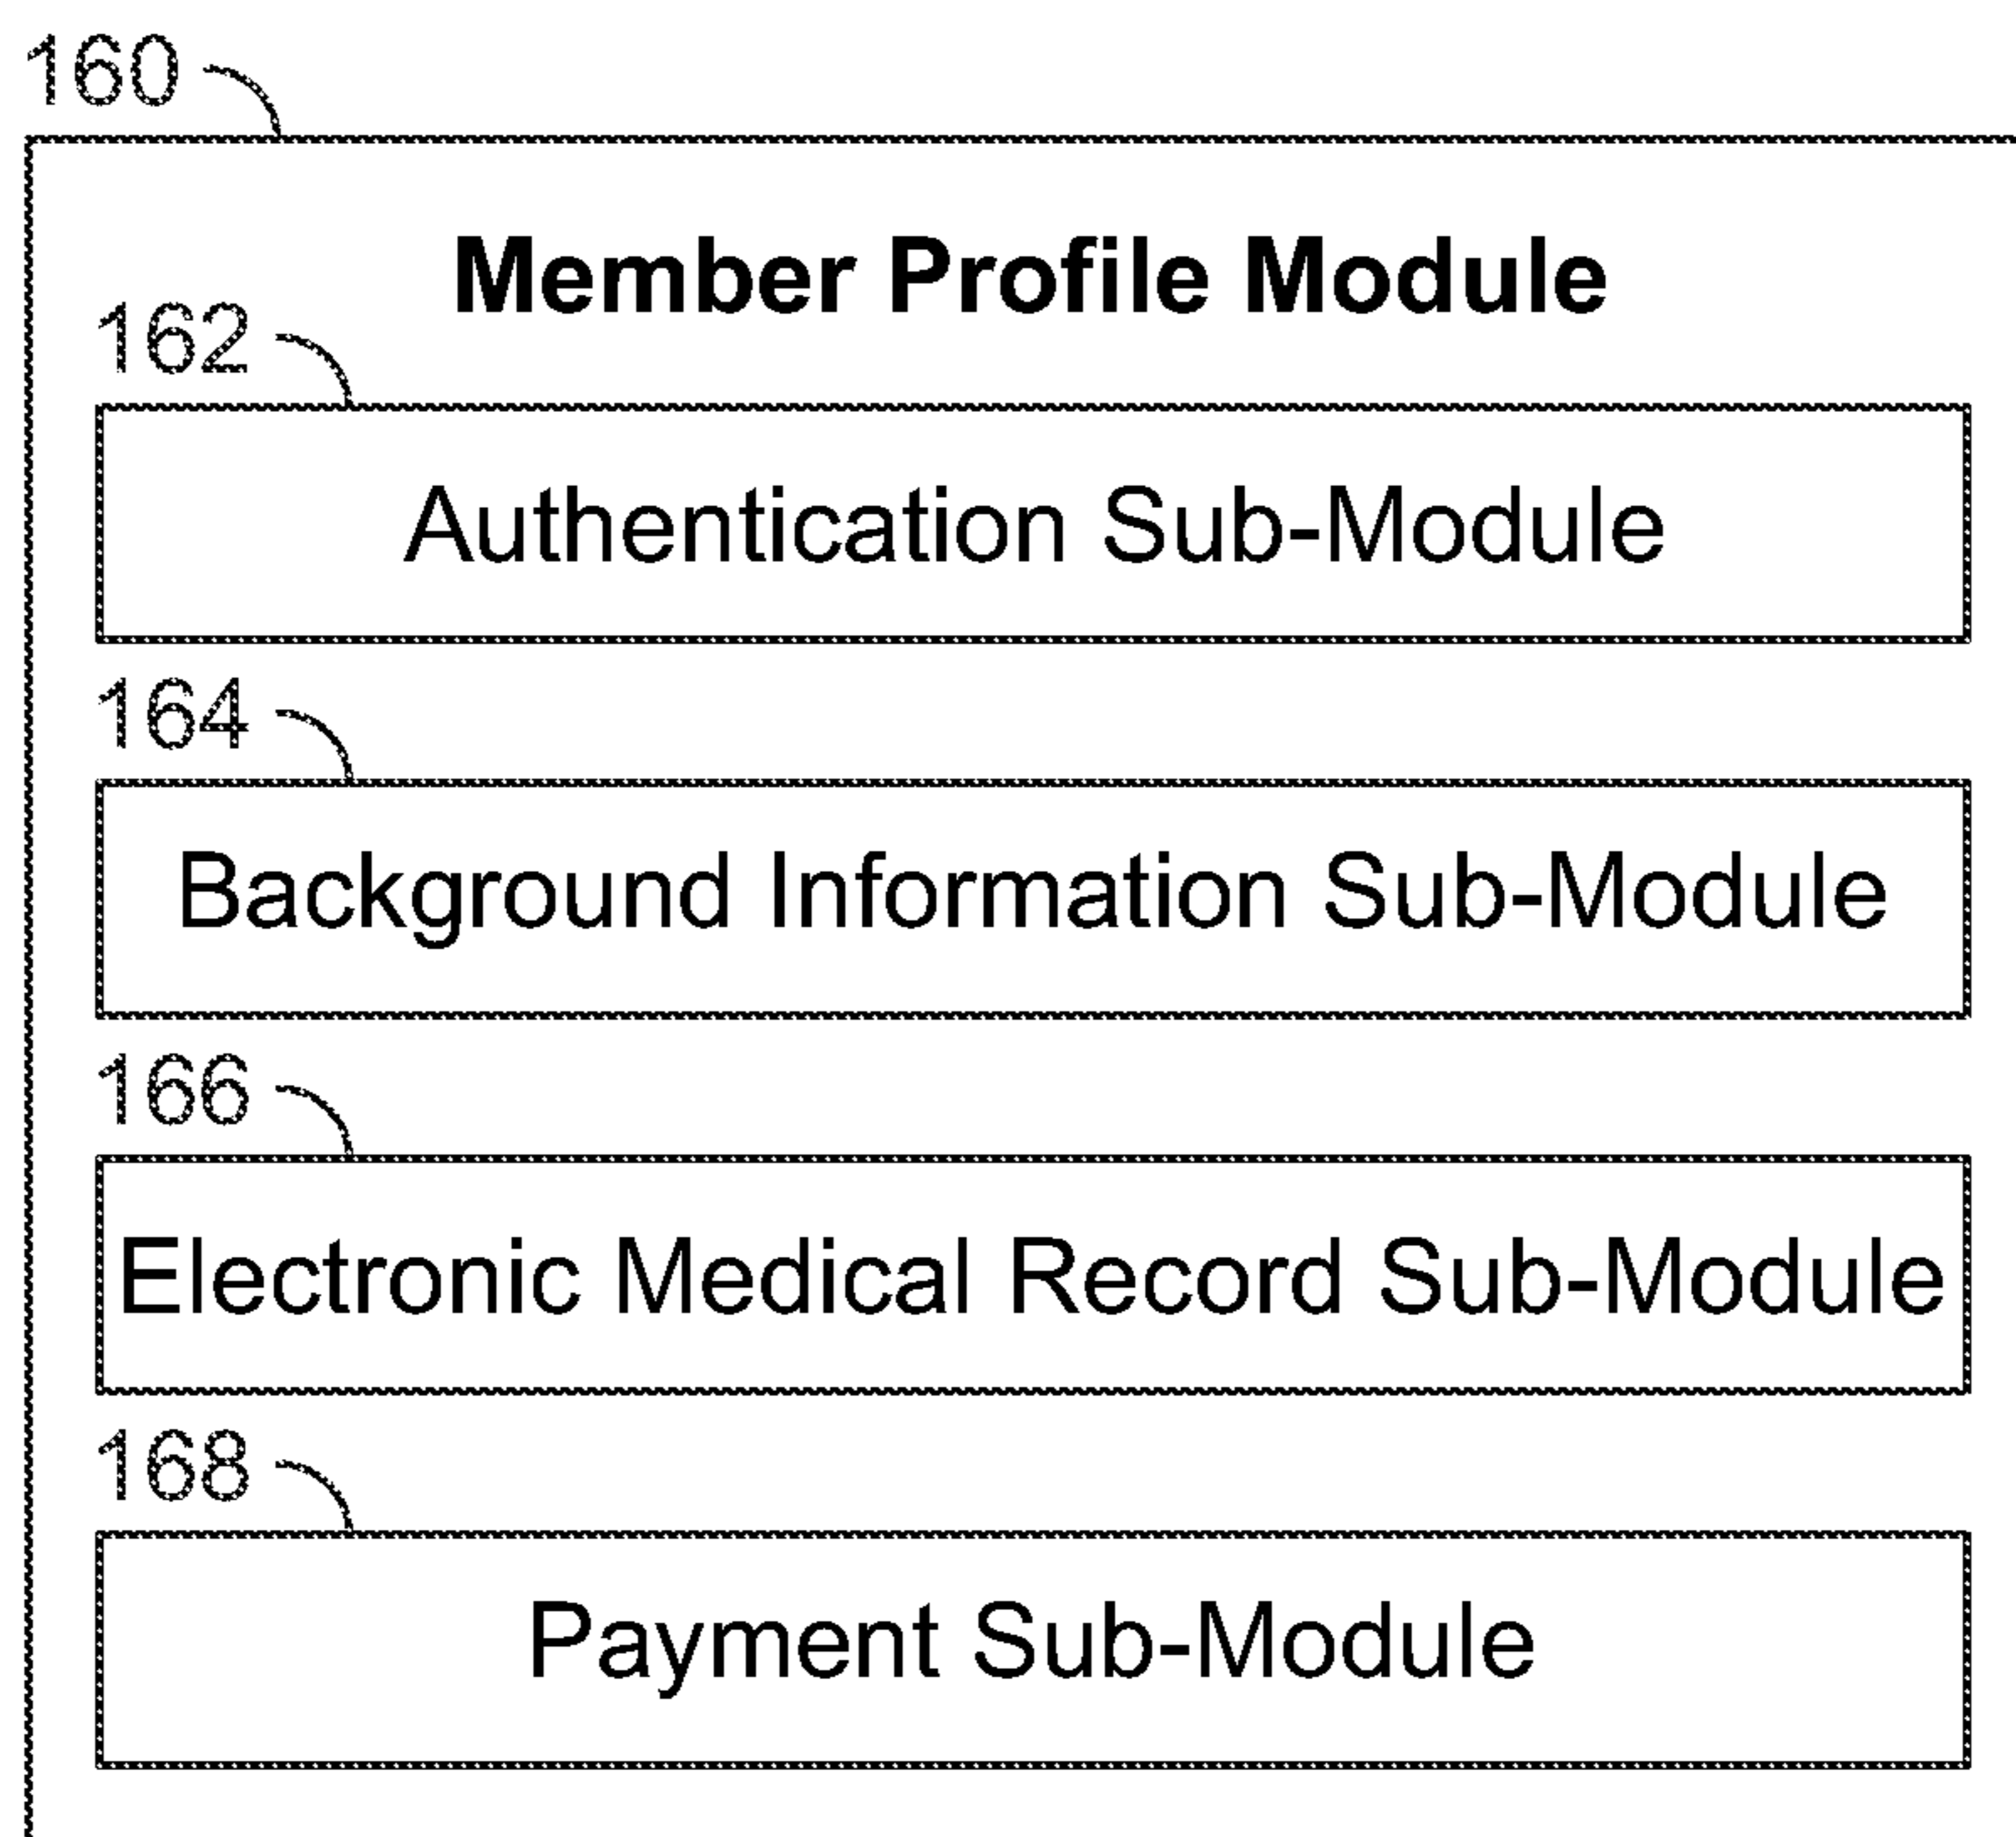 160
Member Profile Module
162
Authentication Sub-Module
164
Background Information Sub-Module
166
Electronic Medical Record Sub-Module
168
Payment Sub-Module